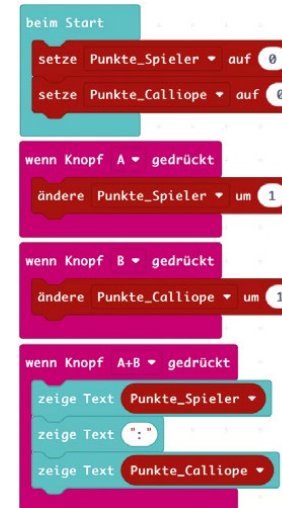 beim Start
setze Punkte_Spieler auf 0
setze Punkte_Calliope auf 0
wenn Knopf A gedrückt
ändere Punkte_Spieler um 1
wenn Knopf B gedrückt
ändere Punkte_Calliope um 1
wenn Knopf A+B gedrückt
zeige Text Punkte_Spieler
zeige Text ":"
zeige Text Punkte_Calliope